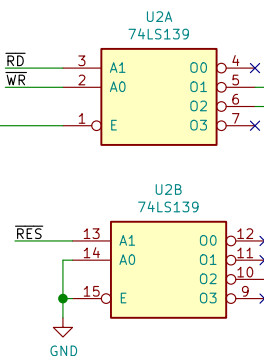 U2A
74LS139
RD 3 A1 O0 4
WR 2 A0 O1 5
O2 6
1 E O3 7
U2B
74LS139
RES 13 A1 O0 12
14 A0 O1 11
O2 10
15 E O3 9
GND